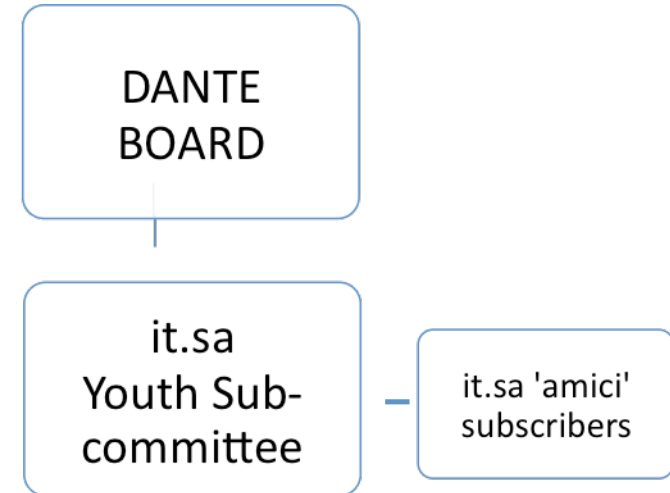 DANTE
BOARD
it.sa
Youth Sub-
committee
it.sa 'amici'
subscribers